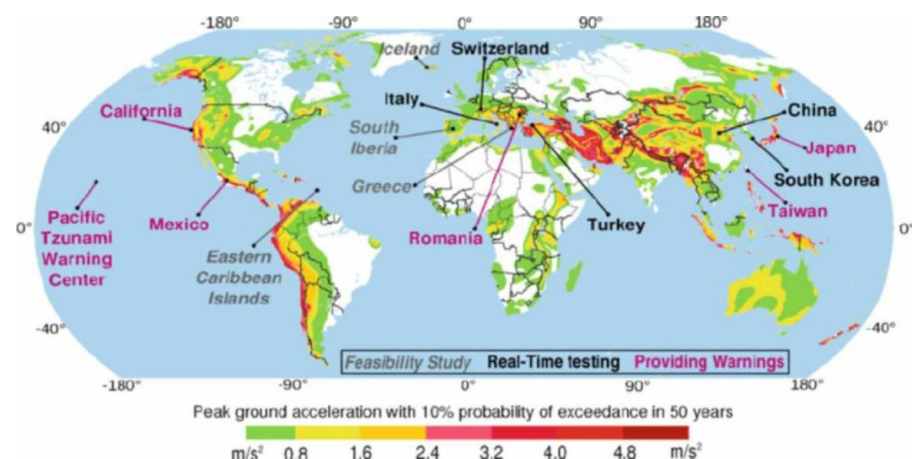 -180° -90° 0° 90° 180°
Iceland Switzerland
California
Italy
China
40° South Iberia 40°
Japan
Greece
South Korea
Pacific Tzunami Warning Center
Mexico
Taiwan
0° Romania Turkey 0°
Eastern Caribbean Islands
-40° -40°
Feasibility Study Real-Time testing Providing Warnings
-180° -90° 0° 90° 180°
Peak ground acceleration with 10% probability of exceedance in 50 years
m/s² 0.8 1.6 2.4 3.2 4.0 4.8 m/s²